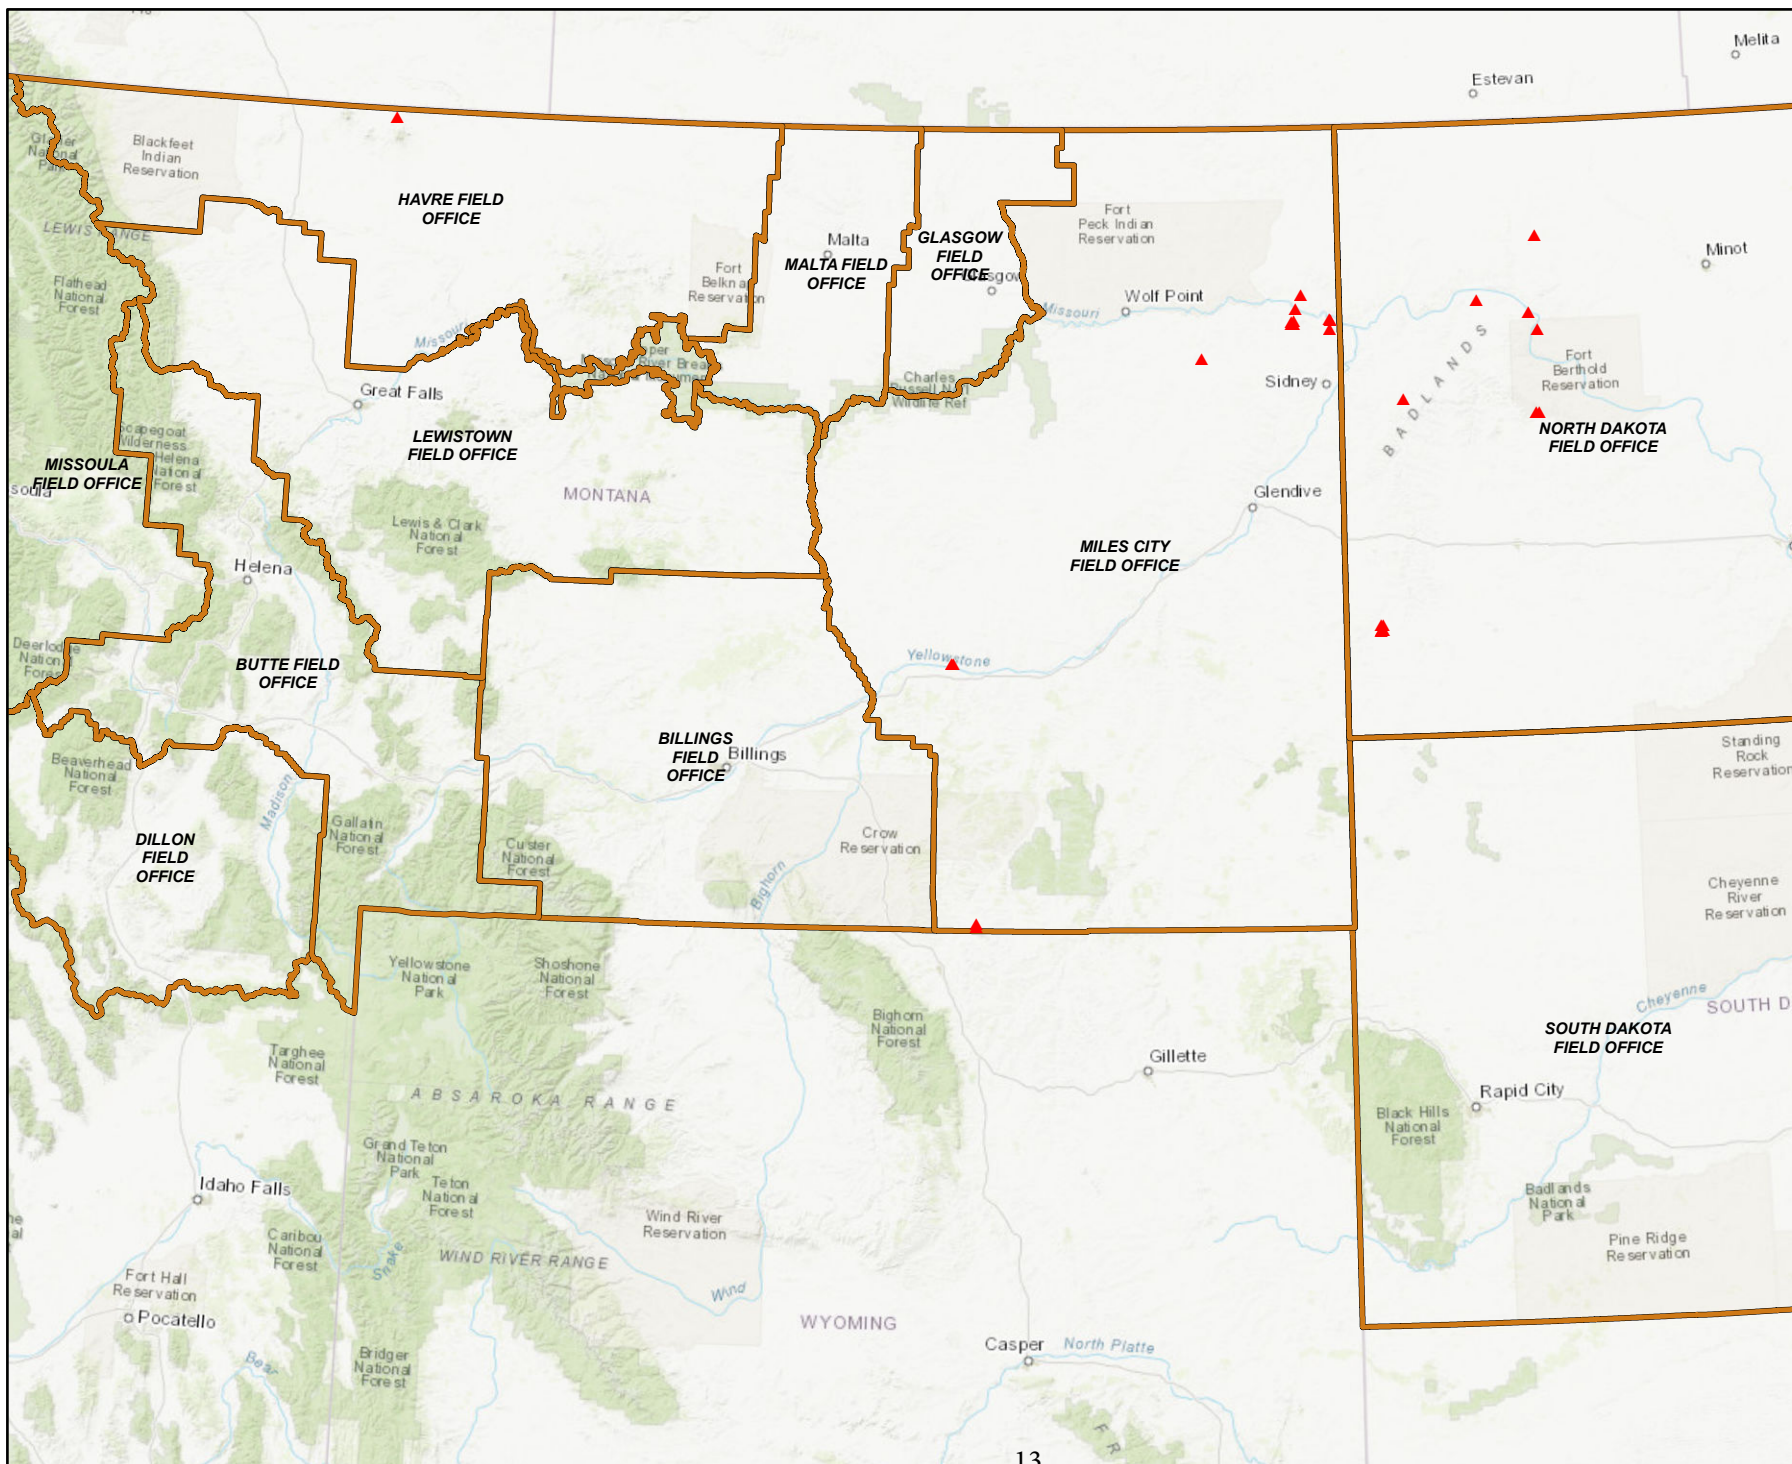 Melita
Estevan
Glacier
National
Park
Blackfeet
Indian
Reservation
HAVRE FIELD
OFFICE
LEWIS RANGE
Flathead
National
Forest
Fort
Belknap
Reservation
Malta
MALTA FIELD
OFFICE
GLASGOW
FIELD
OFFICE
Glasgow
Fort
Peck Indian
Reservation
Missouri
Wolf Point
Minot
Missouri
Upper
Missouri River Breaks
Great Falls
Charles
Russell Natl
Wildlife Ref
Sidney
BADLANDS
Fort
Berthold
Reservation
NORTH DAKOTA
FIELD OFFICE
Scapegoat
Wilderness
Helena
National
Forest
LEWISTOWN
FIELD OFFICE
MISSOULA
FIELD OFFICE
soula
MONTANA
Lewis & Clark
National
Forest
Glendive
MILES CITY
FIELD OFFICE
Helena
Deerlodge
National
Forest
BUTTE FIELD
OFFICE
Yellowstone
BILLINGS
FIELD
OFFICE
Billings
Beaverhead
National
Forest
Madison
Standing
Rock
Reservation
DILLON
FIELD
OFFICE
Gallatin
National
Forest
Custer
National
Forest
Crow
Reservation
Bighorn
Cheyenne
River
Reservation
Yellowstone
National
Park
Shoshone
National
Forest
Bighorn
National
Forest
Cheyenne
SOUTH D
SOUTH DAKOTA
FIELD OFFICE
Targhee
National
Forest
ABSAROKA RANGE
Gillette
Rapid City
Black Hills
National
Forest
Grand Teton
National
Park
Teton
National
Forest
Idaho Falls
Badlands
National
Park
Wind River
Reservation
Pine Ridge
Reservation
Caribou
National
Forest
Snake
WIND RIVER RANGE
Wind
Fort Hall
Reservation
Pocatello
WYOMING
Casper
North Platte
Bridger
National
Forest
Bear
F R
13